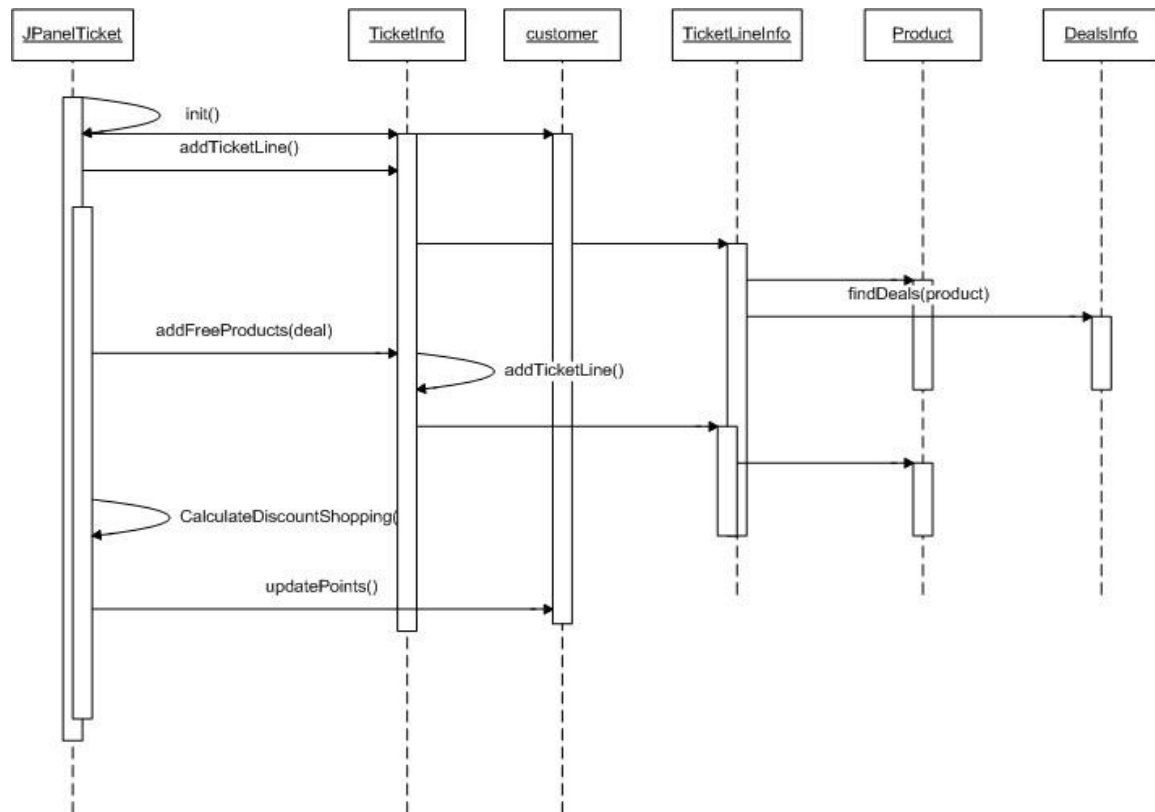 JPanelTicket
TicketInfo
customer
TicketLineInfo
Product
DealsInfo
init()
addTicketLine()
findDeals(product)
addFreeProducts(deal)
addTicketLine()
CalculateDiscountShopping(
updatePoints()